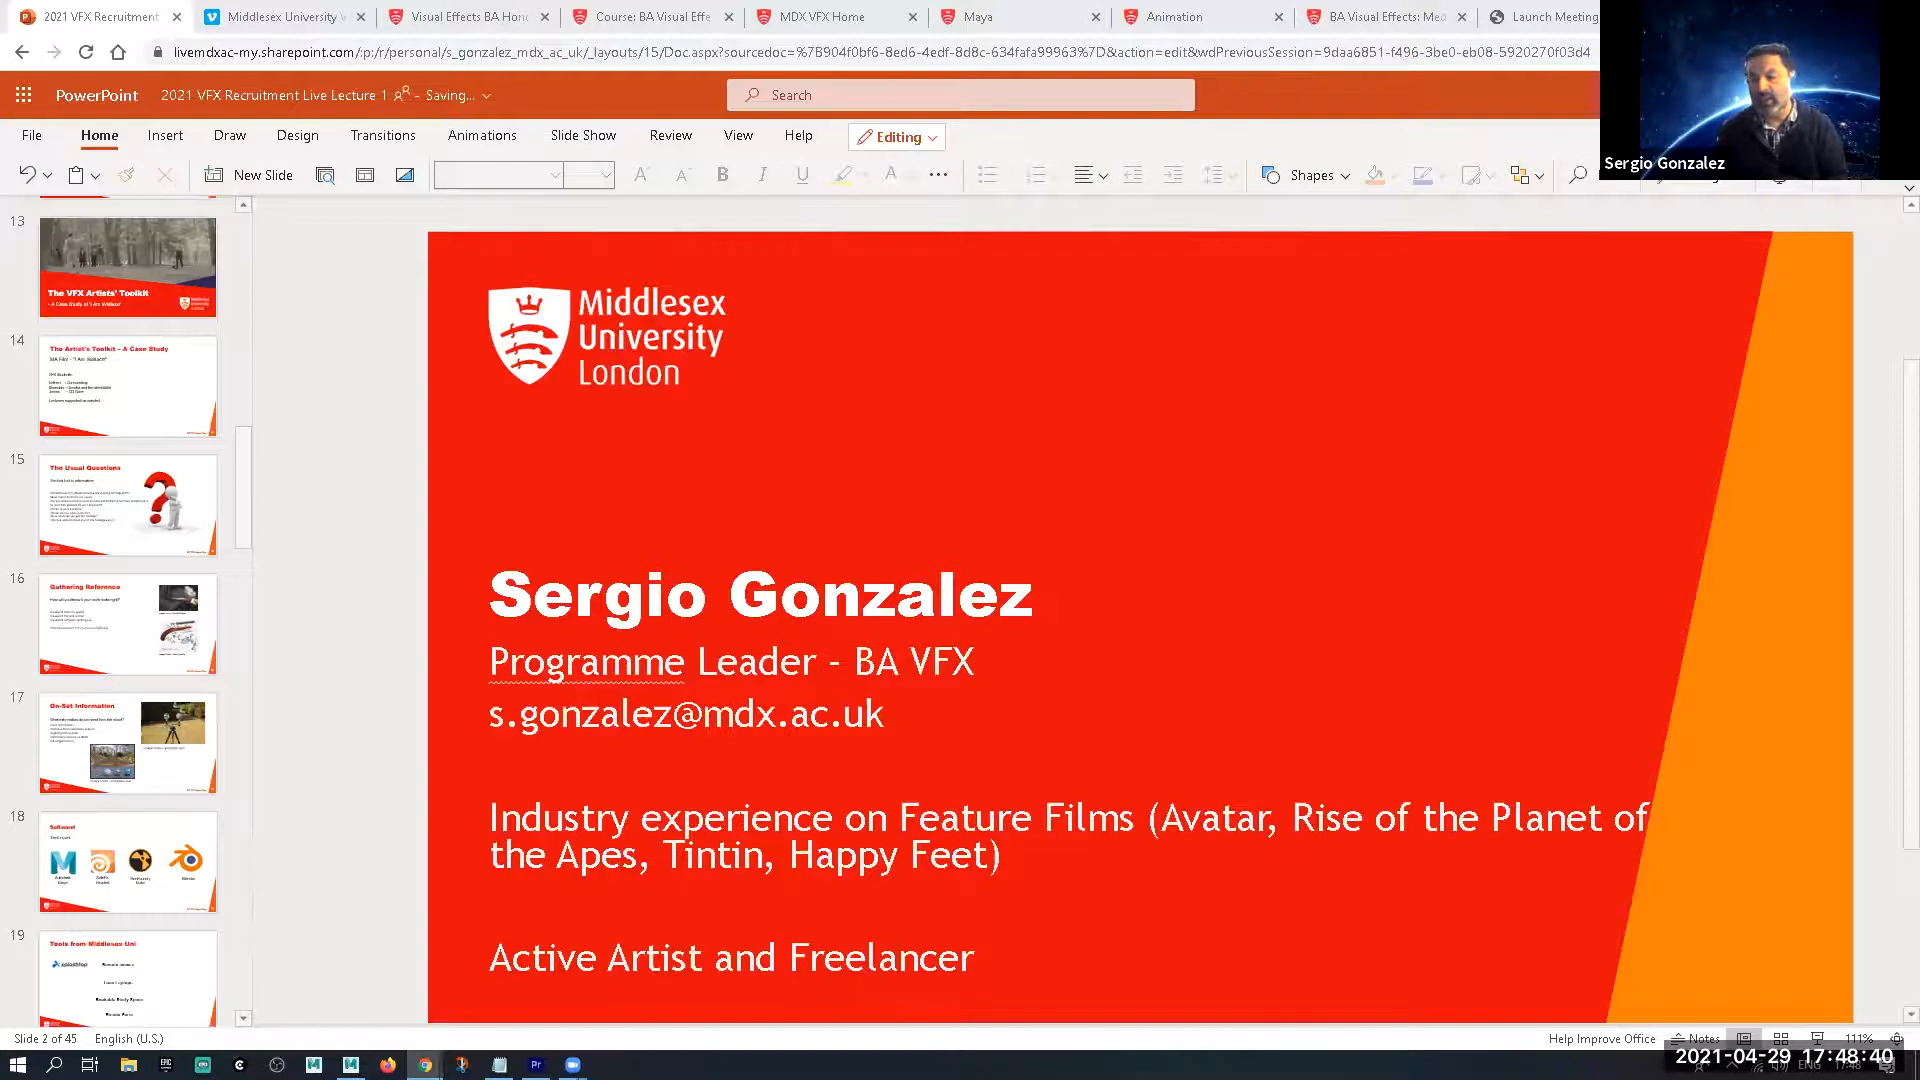 2021 VFX Recruitment
Middlesex University V
Visual Effects BA Hono
Course: BA Visual Effe
MDX VFX Home
Maya
Animation
BA Visual Effects: Med
Launch Meeting
livemdxac-my.sharepoint.com/:p:/r/personal/s_gonzalez_mdx_ac_uk/_layouts/15/Doc.aspx?sourcedoc=%7B904f0bf6-8ed6-4edf-8d8c-634fafa99963%7D&action=edit&wdPreviousSession=9daa6851-f496-3be0-eb08-5920270f03d4
PowerPoint
2021 VFX Recruitment Live Lecture 1 - Saving...
Search
File Home Insert Draw Design Transitions Animations Slide Show Review View Help Editing
New Slide
Shapes
Sergio Gonzalez
13
The VFX Artists' Toolkit
14
The Artist's Toolkit – A Case Study
15
The Usual Questions
16
Gathering Reference
17
On-Set Information
18
Software
19
Tools from Middlesex Uni
splashtop
Middlesex
University
London
Sergio Gonzalez
Programme Leader - BA VFX
s.gonzalez@mdx.ac.uk
Industry experience on Feature Films (Avatar, Rise of the Planet of
the Apes, Tintin, Happy Feet)
Active Artist and Freelancer
Slide 2 of 45
English (U.S.)
Help Improve Office
Notes
111%
2021-04-29 17:48:40